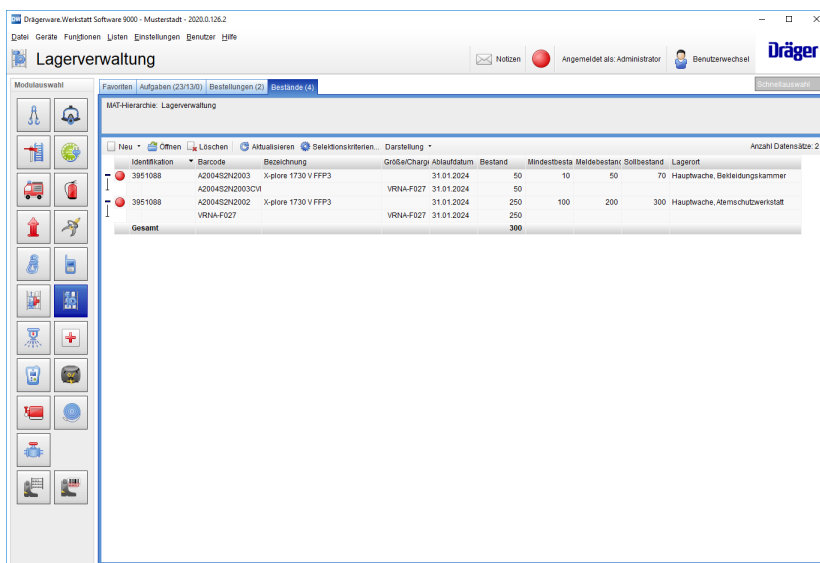 Drägerware.Werkstatt Software 9000 - Musterstadt - 2020.0.126.2
Datei Geräte Funktionen Listen Einstellungen Benutzer Hilfe
Lagerverwaltung
Notizen
Angemeldet als: Administrator
Benutzerwechsel
Dräger
Modulauswahl
Favoriten Aufgaben (23/13/0) Bestellungen (2) Bestände (4)
Schnellauswahl
MAT-Hierarchie: Lagerverwaltung
Neu Öffnen Löschen Aktualisieren Selektionskriterien... Darstellung
Anzahl Datensätze: 2
Identifikation Barcode Bezeichnung Größe/Charge Ablaufdatum Bestand Mindestbesta Meldebestand Sollbestand Lagerort
3951088 A2004S2N2003 X-plore 1730 V FFP3 31.01.2024 50 10 50 70 Hauptwache, Bekleidungskammer
A2004S2N2003CVI VRNA-F027 31.01.2024 50
3951088 A2004S2N2002 X-plore 1730 V FFP3 31.01.2024 250 100 200 300 Hauptwache, Atemschutzwerkstatt
VRNA-F027 VRNA-F027 31.01.2024 250
Gesamt 300